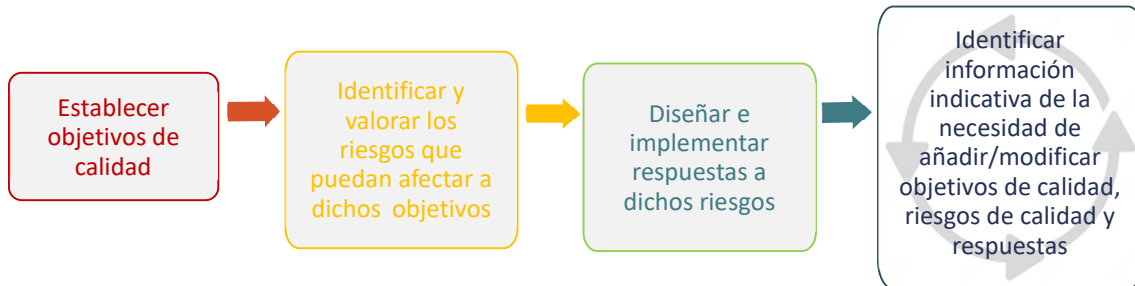 Establecer
objetivos de
calidad
Identificar y
valorar los
riesgos que
puedan afectar a
dichos objetivos
Diseñar e
implementar
respuestas a
dichos riesgos
Identificar
información
indicativa de la
necesidad de
añadir/modificar
objetivos de calidad,
riesgos de calidad y
respuestas